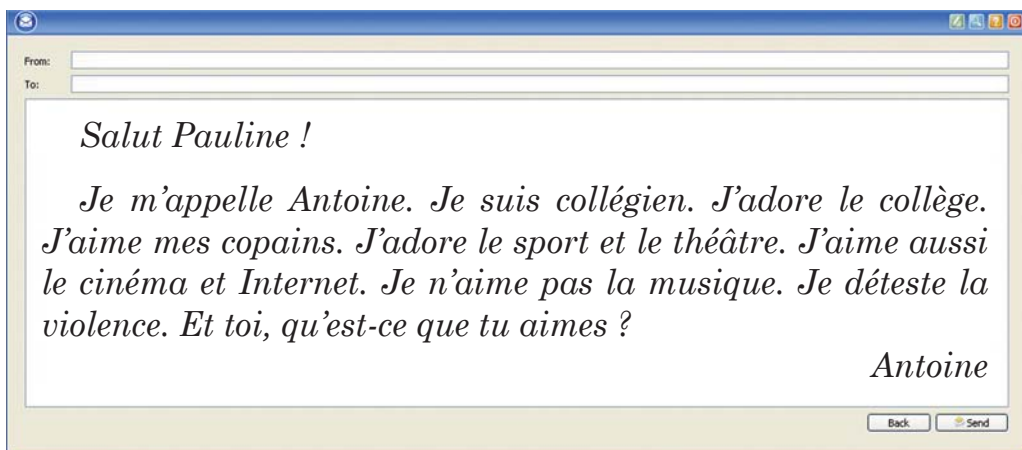 From:
To:
Salut Pauline !
Je m’appelle Antoine. Je suis collégien. J’adore le collège.
J’aime mes copains. J’adore le sport et le théâtre. J’aime aussi
le cinéma et Internet. Je n’aime pas la musique. Je déteste la
violence. Et toi, qu’est-ce que tu aimes ?
Antoine
Back Send